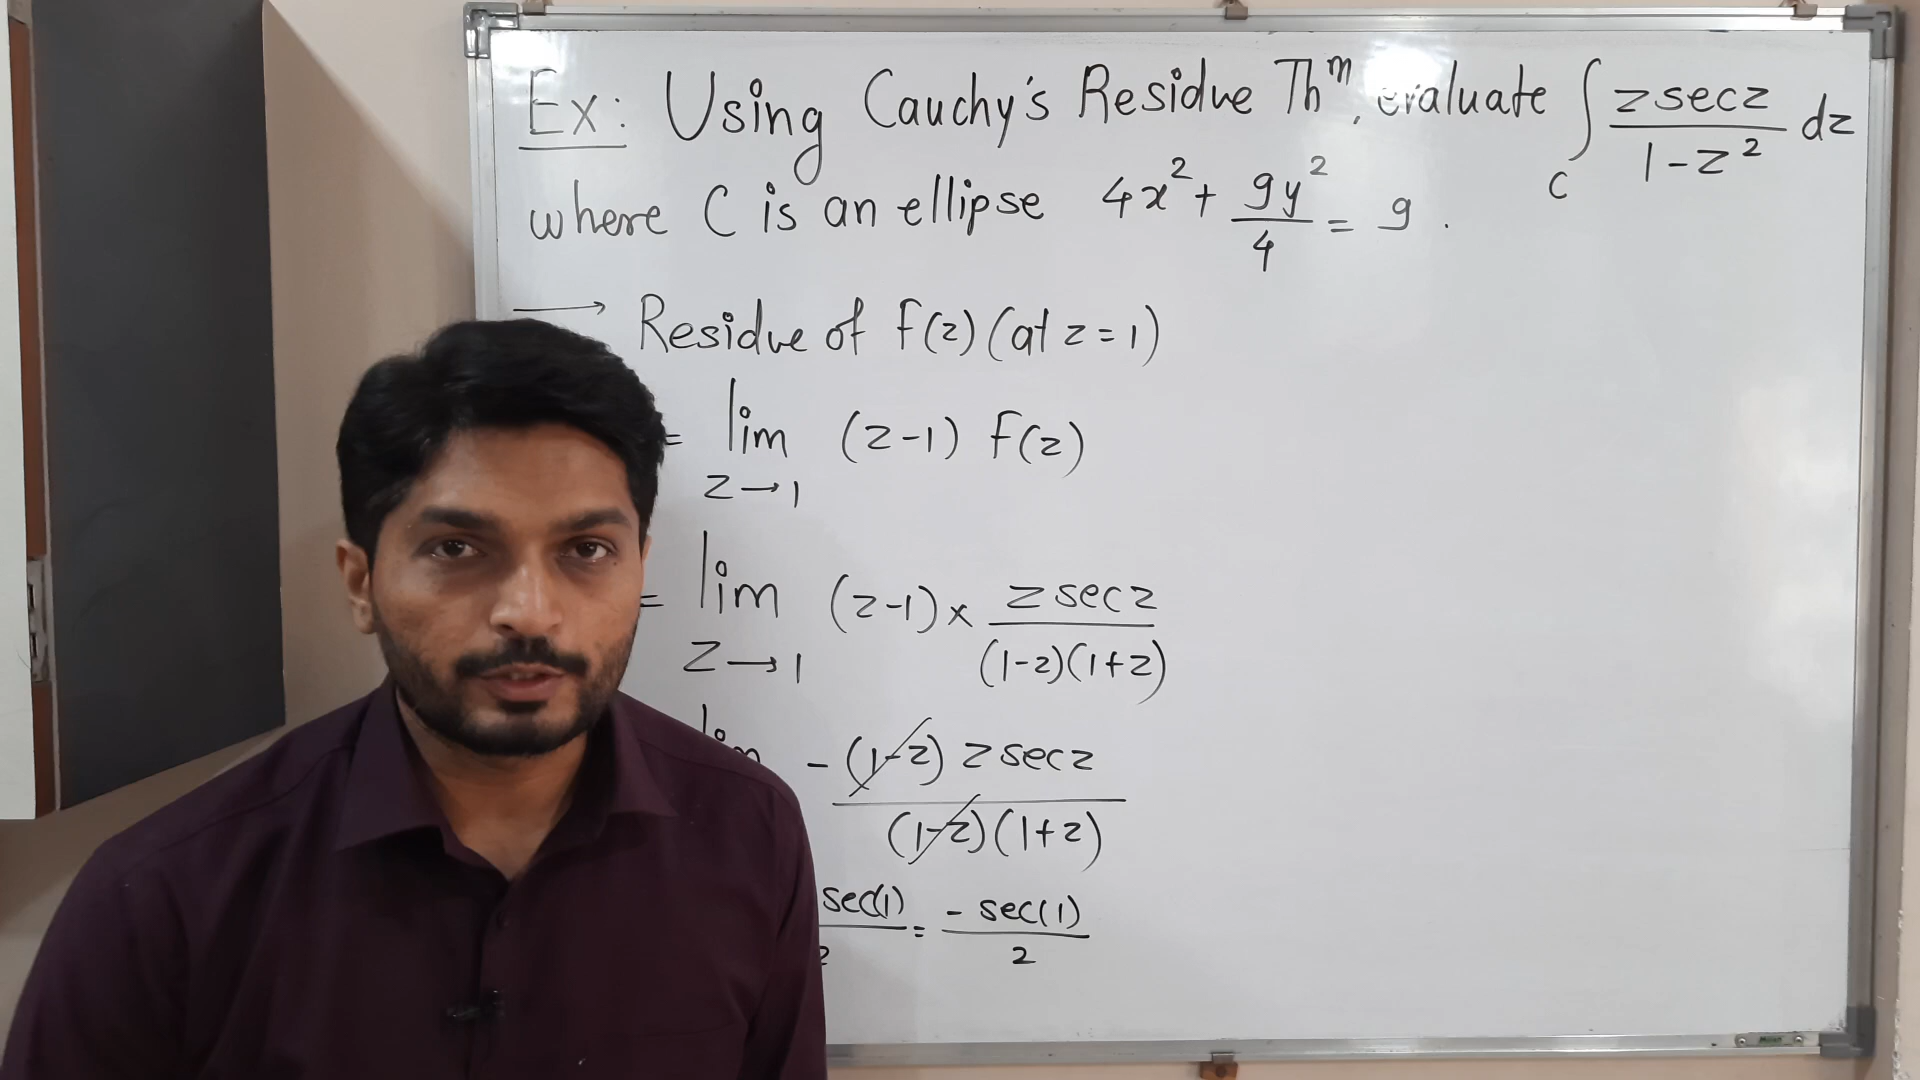 Ex: Using Cauchy's Residue Thᵐ, evaluate ∫_C (z sec z)/(1-z²) dz
where C is an ellipse 4x² + 9y²/4 = 9.
→ Residue of f(z) (at z = 1)
= lim_{z→1} (z-1) f(z)
= lim_{z→1} (z-1) × (z sec z)/((1-z)(1+z))
lim -(1-z) z sec z/((1-z)(1+z))
sec(1)/2 = -sec(1)/2